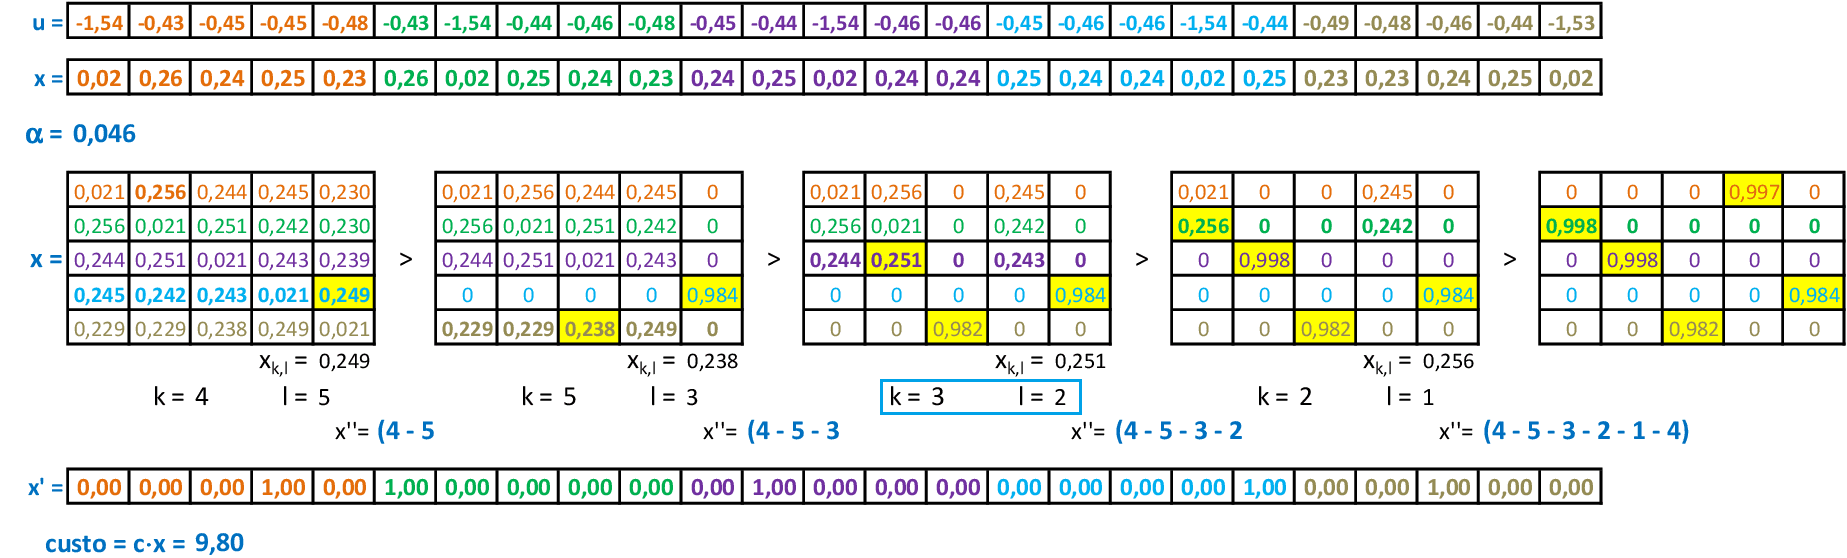 u = -1,54 -0,43 -0,45 -0,45 -0,48 -0,43 -1,54 -0,44 -0,46 -0,48 -0,45 -0,44 -1,54 -0,46 -0,46 -0,45 -0,46 -0,46 -1,54 -0,44 -0,49 -0,48 -0,46 -0,44 -1,53
x = 0,02 0,26 0,24 0,25 0,23 0,26 0,02 0,25 0,24 0,23 0,24 0,25 0,02 0,24 0,24 0,25 0,24 0,24 0,02 0,25 0,23 0,23 0,24 0,25 0,02
α = 0,046
0,021 0,256 0,244 0,245 0,230 0,021 0,256 0,244 0,245 0 0,021 0,256 0 0,245 0 0,021 0 0 0,245 0 0 0 0 0,997 0
0,256 0,021 0,251 0,242 0,230 0,256 0,021 0,251 0,242 0 0,256 0,021 0 0,242 0 0,256 0 0 0,242 0 0,998 0 0 0 0
x = 0,244 0,251 0,021 0,243 0,239 > 0,244 0,251 0,021 0,243 0 > 0,244 0,251 0 0,243 0 > 0 0,998 0 0 0 > 0 0,998 0 0 0
0,245 0,242 0,243 0,021 0,249 0 0 0 0 0,984 0 0 0 0 0,984 0 0 0 0 0,984 0 0 0 0 0,984
0,229 0,229 0,238 0,249 0,021 0,229 0,229 0,238 0,249 0 0 0 0,982 0 0 0 0 0,982 0 0 0 0 0,982 0 0
xk,l = 0,249 xk,l = 0,238 xk,l = 0,251 xk,l = 0,256
k = 4 l = 5 k = 5 l = 3 k = 3 l = 2 k = 2 l = 1
x''= (4 - 5 x''= (4 - 5 - 3 x''= (4 - 5 - 3 - 2 x''= (4 - 5 - 3 - 2 - 1 - 4)
x' = 0,00 0,00 0,00 1,00 0,00 1,00 0,00 0,00 0,00 0,00 0,00 1,00 0,00 0,00 0,00 0,00 0,00 0,00 0,00 1,00 0,00 0,00 1,00 0,00 0,00
custo = c·x = 9,80